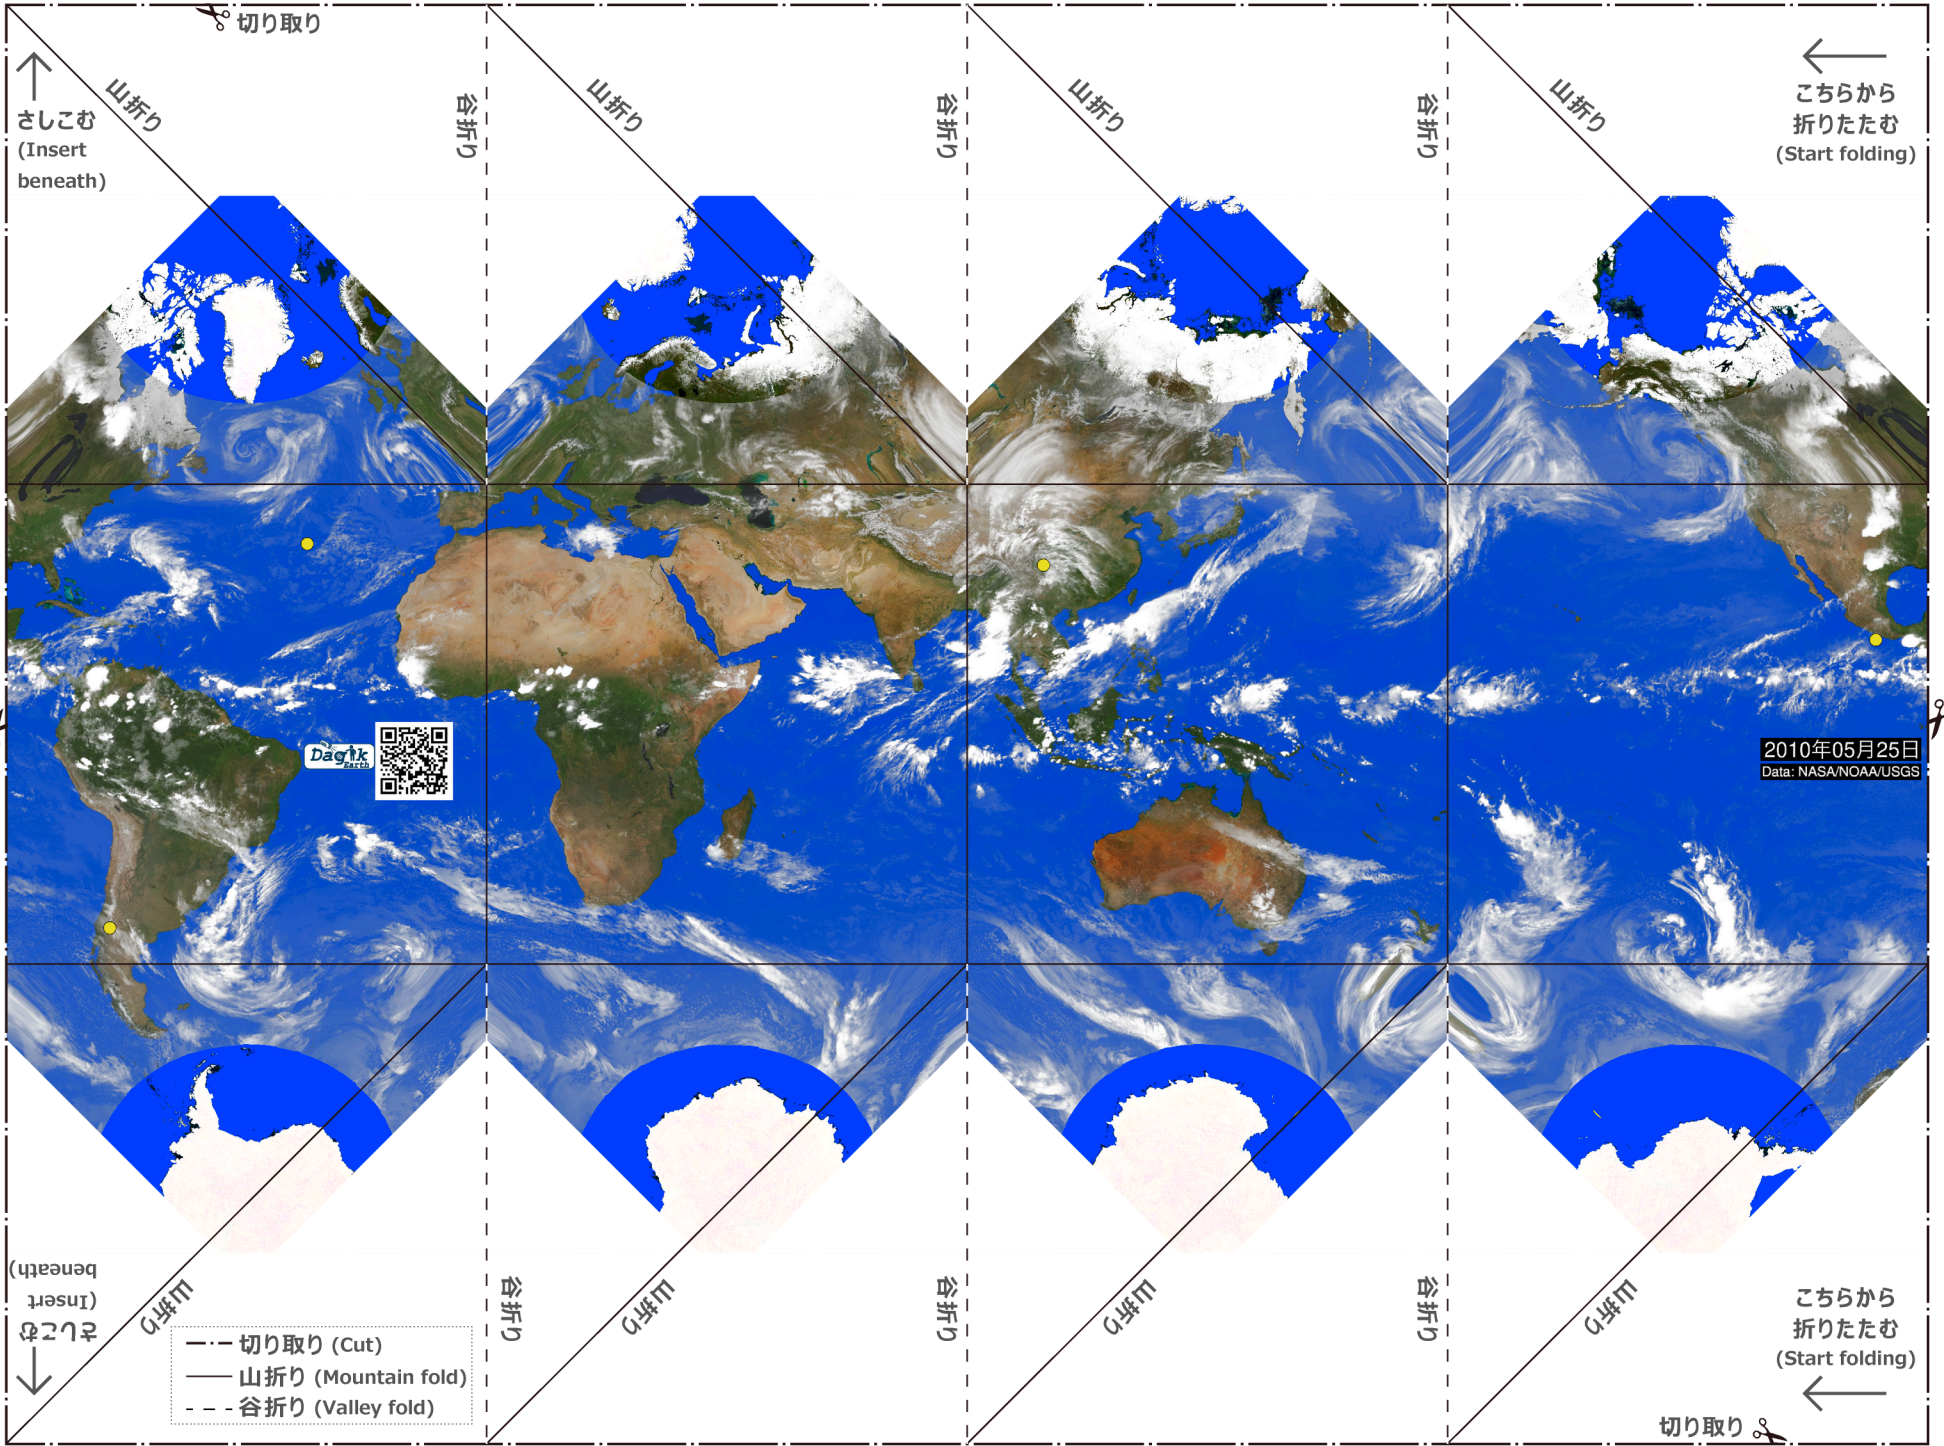 切り取り
山折り
山折り
山折り
山折り
谷折り
谷折り
谷折り
さしこむ
(Insert
beneath)
こちらから
折りたたむ
(Start folding)
Dagik
Earth
2010年05月25日
Data: NASA/NOAA/USGS
さしこむ
(Insert
beneath)
山折り
山折り
山折り
山折り
谷折り
谷折り
谷折り
こちらから
折りたたむ
(Start folding)
切り取り (Cut)
山折り (Mountain fold)
谷折り (Valley fold)
切り取り